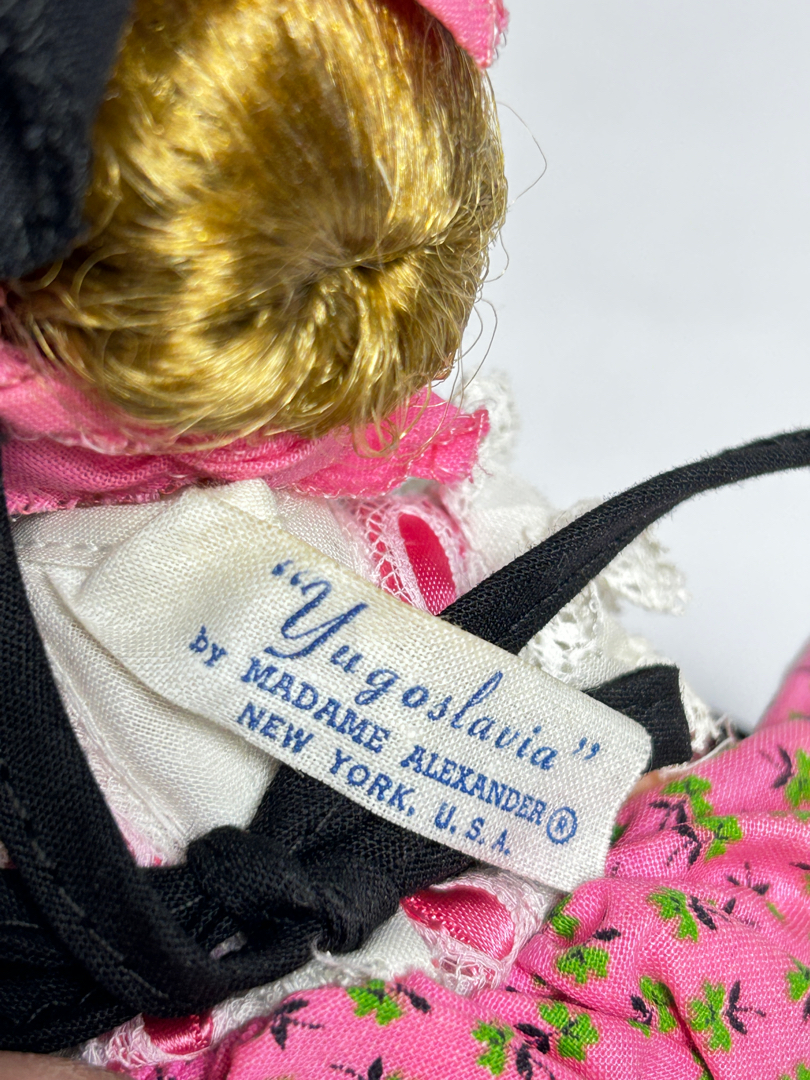 “Yugoslavia”
by MADAME ALEXANDER®
NEW YORK, U.S.A.